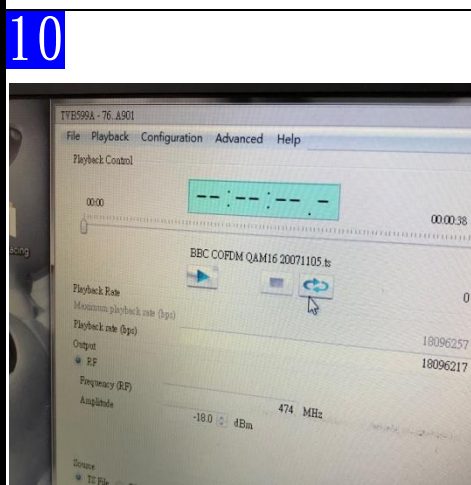 10
TVB599A - 76..A901
File Playback Configuration Advanced Help
Playback Control
00:00
--:--:--.-
00:00:38
BBC COFDM QAM16 20071105.ts
0
Playback Rate
Maximum playback rate (bps)
18096257
Playback rate (bps)
18096217
Output
RF
Frequency (RF)
474 MHz
Amplitude
-18.0 dBm
Source
TS File